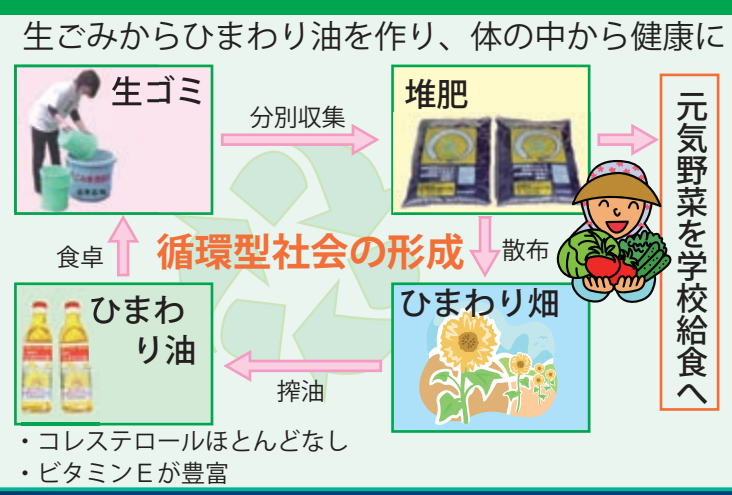 生ごみからひまわり油を作り、体の中から健康に
生ゴミ
分別収集
堆肥
元気野菜を学校給食へ
食卓
循環型社会の形成
散布
ひまわ
り油
ひまわり畑
搾油
・コレステロールほとんどなし
・ビタミンEが豊富